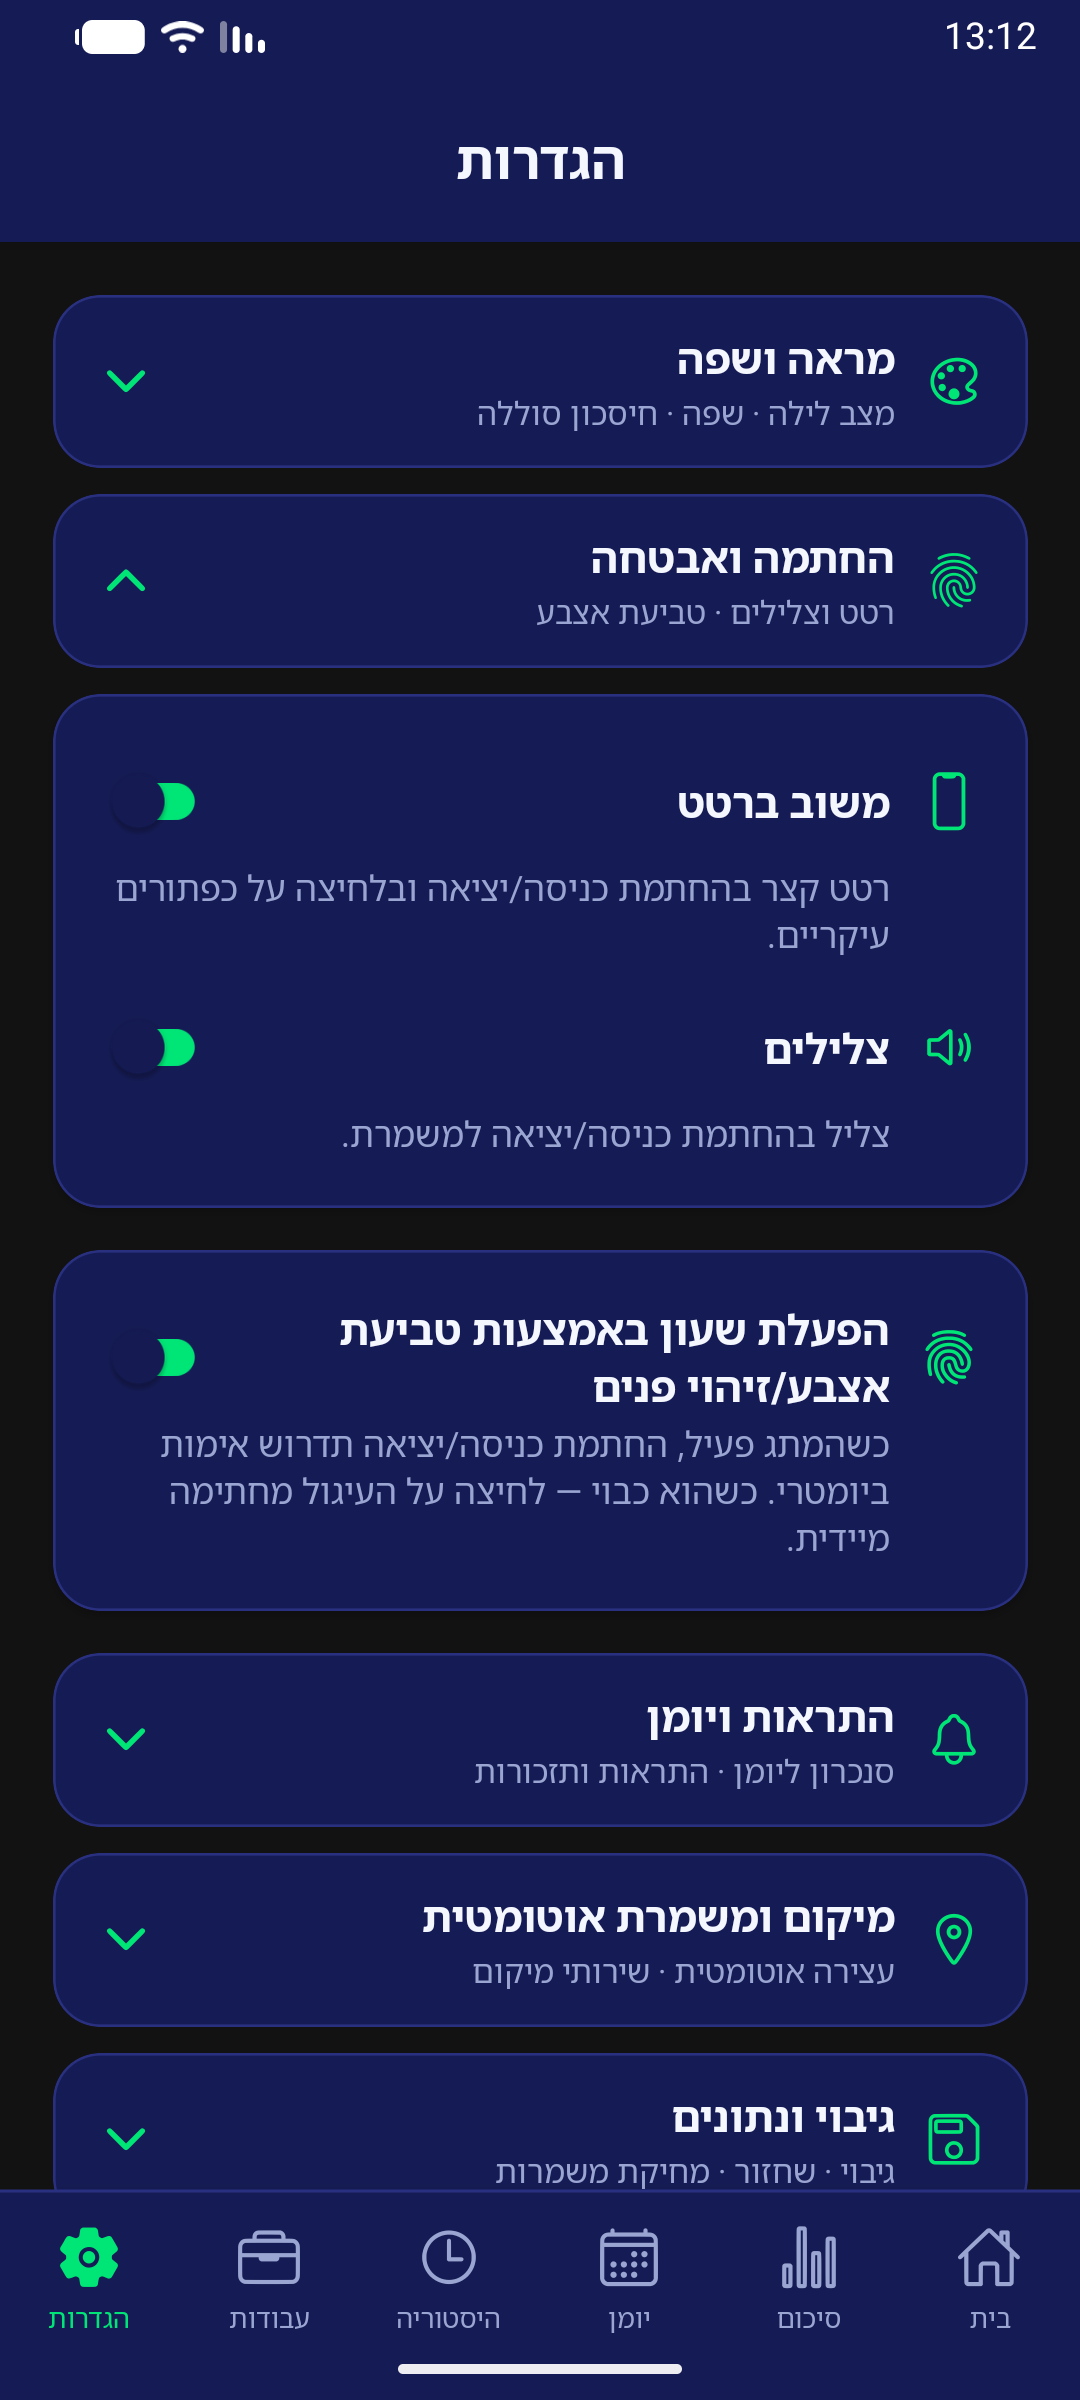 13:12
הגדרות
מראה ושפה
מצב לילה · שפה · חיסכון סוללה
החתמה ואבטחה
רטט וצלילים · טביעת אצבע
משוב ברטט
רטט קצר בהחתמת כניסה/יציאה ובלחיצה על כפתורים
עיקריים.
צלילים
צליל בהחתמת כניסה/יציאה למשמרת.
הפעלת שעון באמצעות טביעת
אצבע/זיהוי פנים
כשהמתג פעיל, החתמת כניסה/יציאה תדרוש אימות
ביומטרי. כשהוא כבוי – לחיצה על העיגול מחתימה
מיידית.
התראות ויומן
סנכרון ליומן · התראות ותזכורות
מיקום ומשמרת אוטומטית
עצירה אוטומטית · שירותי מיקום
גיבוי ונתונים
גיבוי · שחזור · מחיקת משמרות
בית
סיכום
יומן
היסטוריה
עבודות
הגדרות